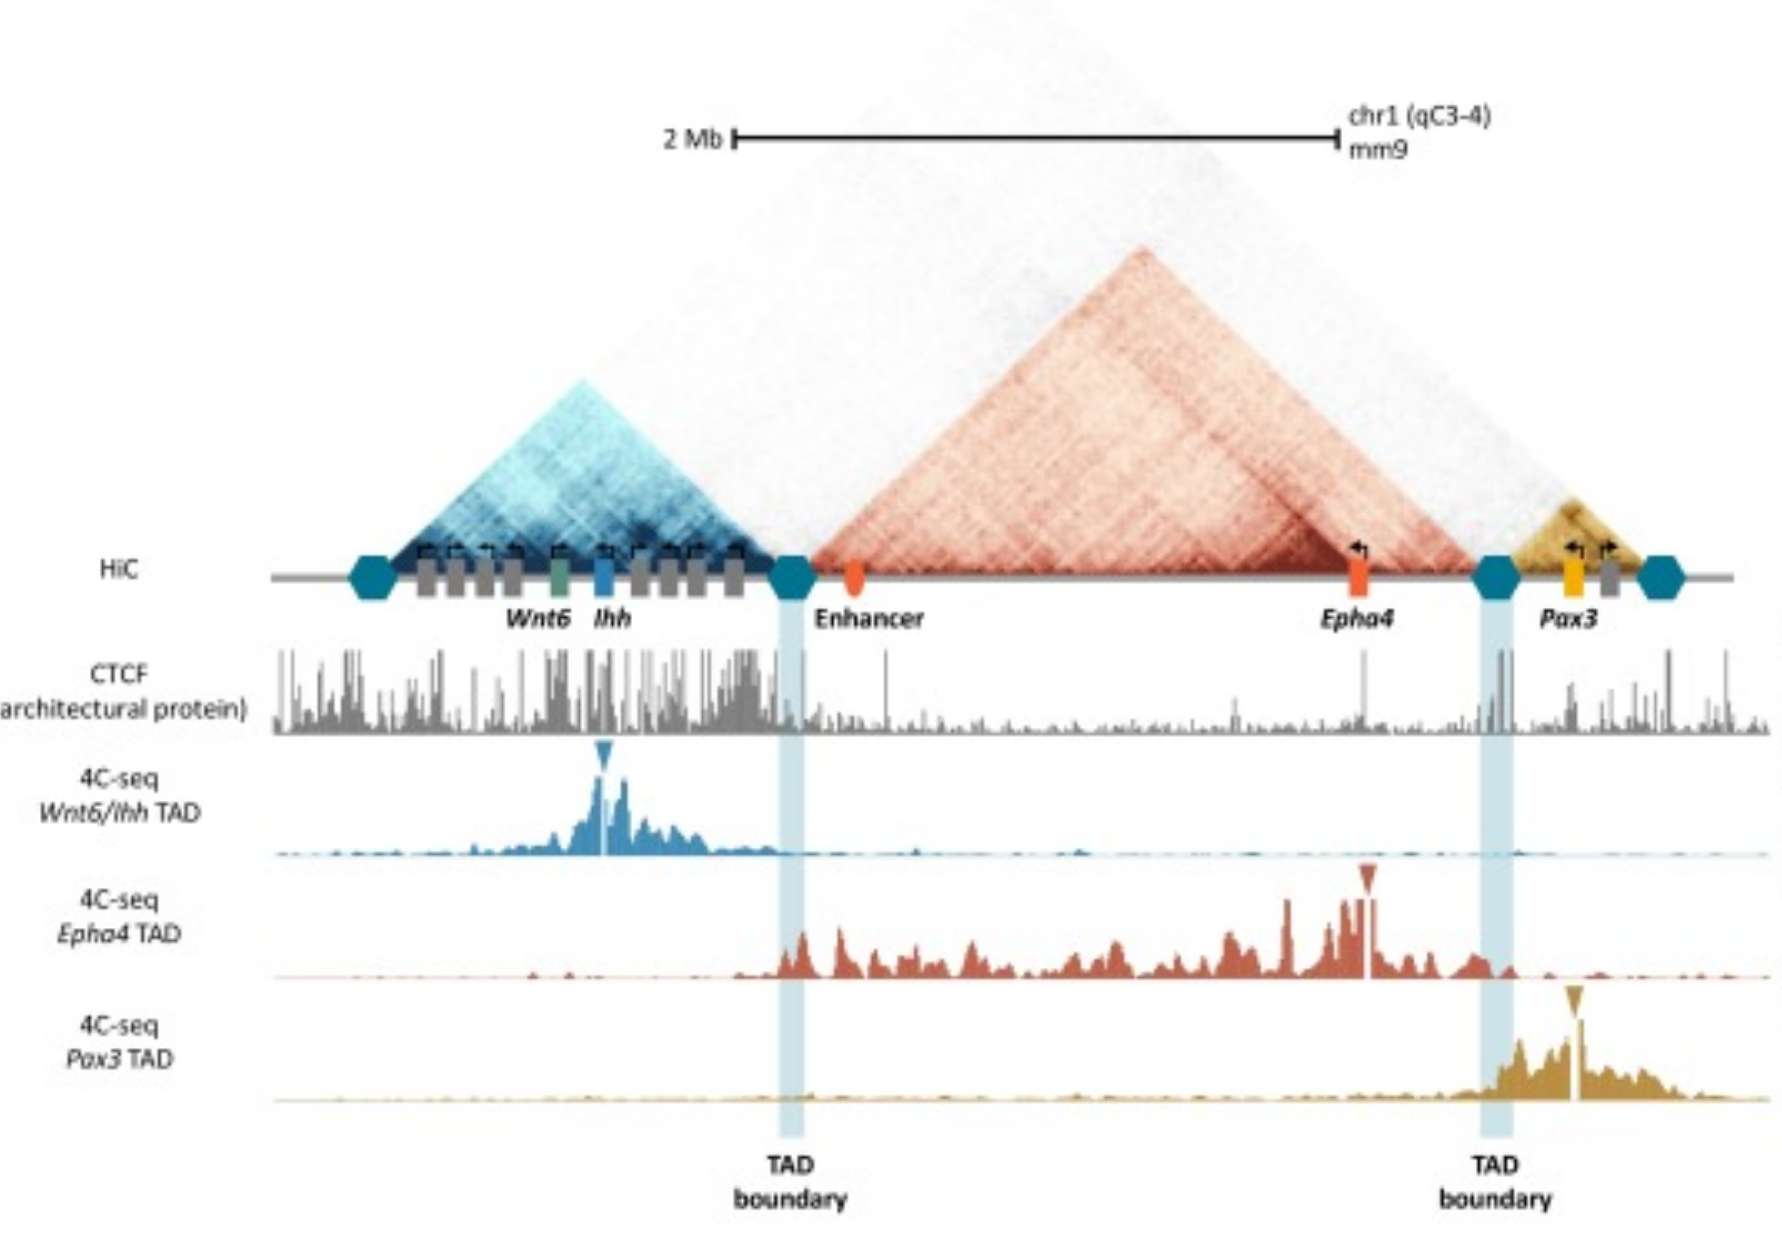 2 Mb
chr1 (qC3-4)
mm9
HiC
Wnt6 Ihh Enhancer Epha4 Pax3
CTCF
architectural protein)
4C-seq
Wnt6/Ihh TAD
4C-seq
Epha4 TAD
4C-seq
Pax3 TAD
TAD
boundary
TAD
boundary